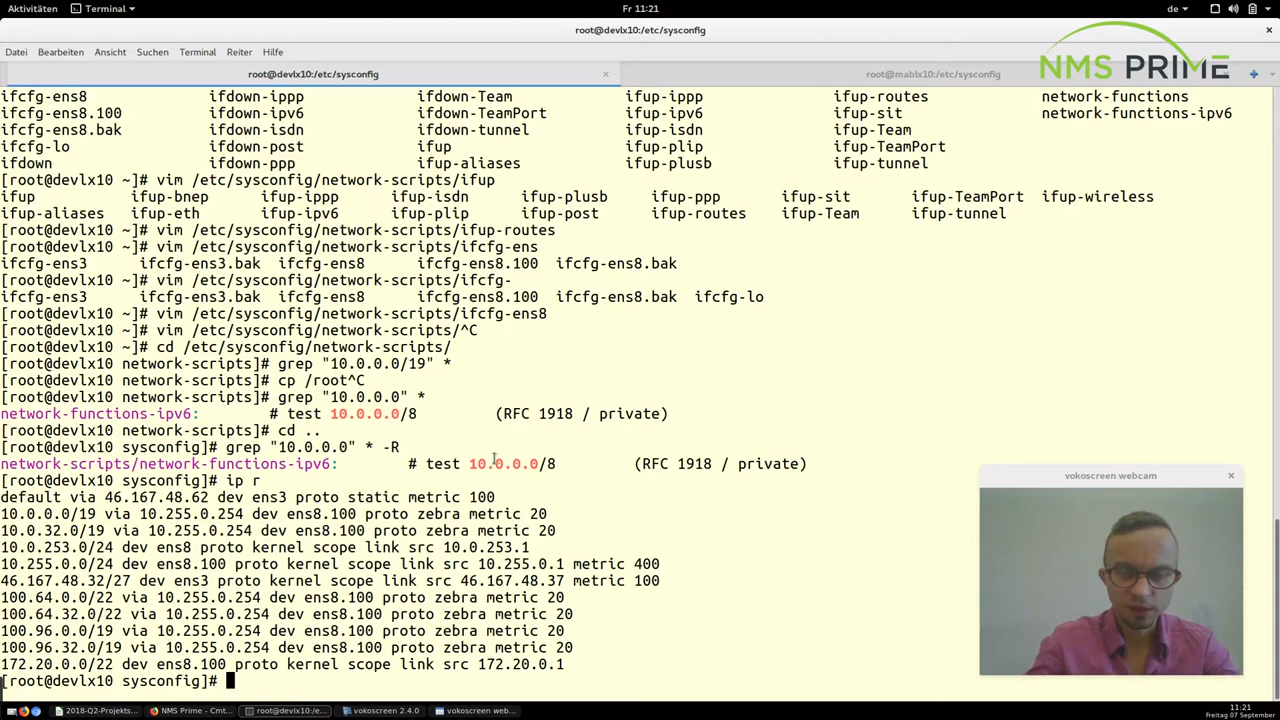 Aktivitäten Terminal Fr 11:21 de
root@devlx10:/etc/sysconfig
Datei Bearbeiten Ansicht Suchen Terminal Reiter Hilfe
NMS PRIME
root@devlx10:/etc/sysconfig root@mablx10:/etc/sysconfig
ifcfg-ens8 ifdown-ippp ifdown-Team ifup-ippp ifup-routes network-functions
ifcfg-ens8.100 ifdown-ipv6 ifdown-TeamPort ifup-ipv6 ifup-sit network-functions-ipv6
ifcfg-ens8.bak ifdown-isdn ifdown-tunnel ifup-isdn ifup-Team
ifcfg-lo ifdown-post ifup ifup-plip ifup-TeamPort
ifdown ifdown-ppp ifup-aliases ifup-plusb ifup-tunnel
[root@devlx10 ~]# vim /etc/sysconfig/network-scripts/ifup
ifup ifup-bnep ifup-ippp ifup-isdn ifup-plusb ifup-ppp ifup-sit ifup-TeamPort ifup-wireless
ifup-aliases ifup-eth ifup-ipv6 ifup-plip ifup-post ifup-routes ifup-Team ifup-tunnel
[root@devlx10 ~]# vim /etc/sysconfig/network-scripts/ifup-routes
[root@devlx10 ~]# vim /etc/sysconfig/network-scripts/ifcfg-ens
ifcfg-ens3 ifcfg-ens3.bak ifcfg-ens8 ifcfg-ens8.100 ifcfg-ens8.bak
[root@devlx10 ~]# vim /etc/sysconfig/network-scripts/ifcfg-
ifcfg-ens3 ifcfg-ens3.bak ifcfg-ens8 ifcfg-ens8.100 ifcfg-ens8.bak ifcfg-lo
[root@devlx10 ~]# vim /etc/sysconfig/network-scripts/ifcfg-ens8
[root@devlx10 ~]# vim /etc/sysconfig/network-scripts/^C
[root@devlx10 ~]# cd /etc/sysconfig/network-scripts/
[root@devlx10 network-scripts]# grep "10.0.0.0/19" *
[root@devlx10 network-scripts]# cp /root^C
[root@devlx10 network-scripts]# grep "10.0.0.0" *
network-functions-ipv6: # test 10.0.0.0/8 (RFC 1918 / private)
[root@devlx10 network-scripts]# cd ..
[root@devlx10 sysconfig]# grep "10.0.0.0" * -R
network-scripts/network-functions-ipv6: # test 10.0.0.0/8 (RFC 1918 / private)
[root@devlx10 sysconfig]# ip r
default via 46.167.48.62 dev ens3 proto static metric 100
10.0.0.0/19 via 10.255.0.254 dev ens8.100 proto zebra metric 20
10.0.32.0/19 via 10.255.0.254 dev ens8.100 proto zebra metric 20
10.0.253.0/24 dev ens8 proto kernel scope link src 10.0.253.1
10.255.0.0/24 dev ens8.100 proto kernel scope link src 10.255.0.1 metric 400
46.167.48.32/27 dev ens3 proto kernel scope link src 46.167.48.37 metric 100
100.64.0.0/22 via 10.255.0.254 dev ens8.100 proto zebra metric 20
100.64.32.0/22 via 10.255.0.254 dev ens8.100 proto zebra metric 20
100.96.0.0/19 via 10.255.0.254 dev ens8.100 proto zebra metric 20
100.96.32.0/19 via 10.255.0.254 dev ens8.100 proto zebra metric 20
172.20.0.0/22 dev ens8.100 proto kernel scope link src 172.20.0.1
[root@devlx10 sysconfig]#
vokoscreen webcam
2018-Q2-Projekts... NMS Prime - Cmt... root@devlx10:/e... vokoscreen 2.4.0 vokoscreen web...
11:21
Freitag 07 September